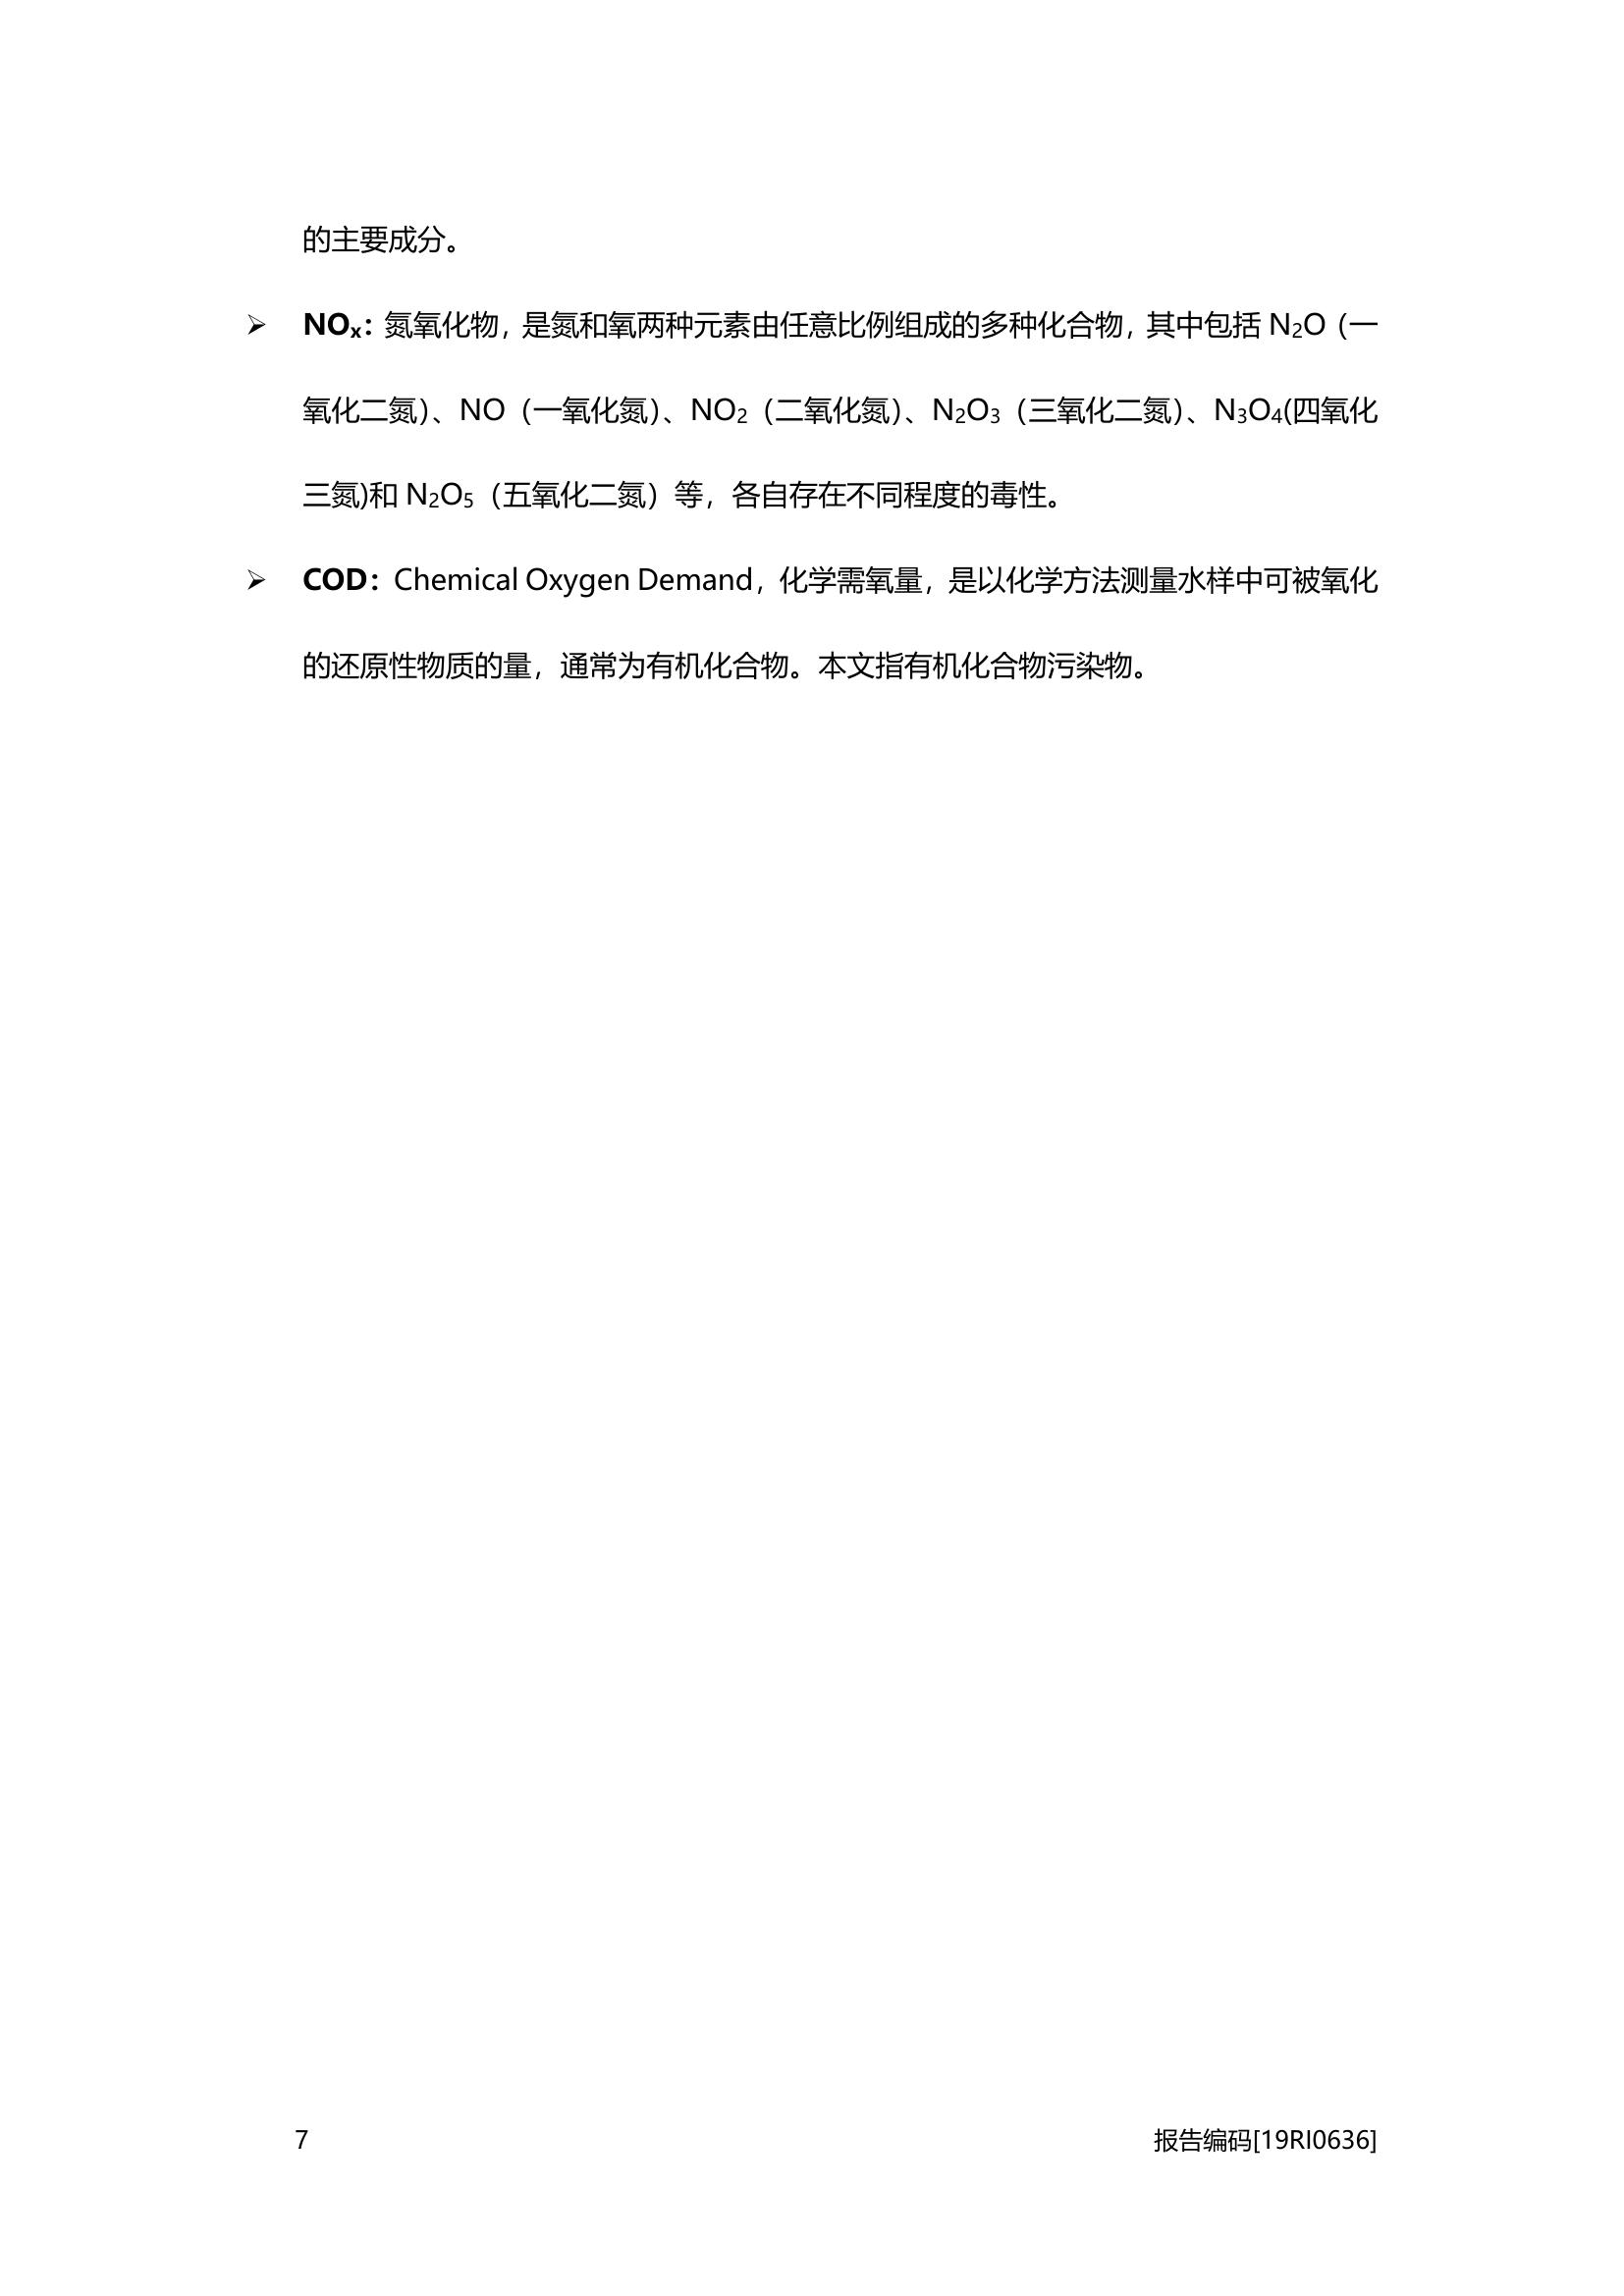 的主要成分。
➢ NOₓ：氮氧化物，是氮和氧两种元素由任意比例组成的多种化合物，其中包括 N₂O（一
氧化二氮）、NO（一氧化氮）、NO₂（二氧化氮）、N₂O₃（三氧化二氮）、N₃O₄(四氧化
三氮)和 N₂O₅（五氧化二氮）等，各自存在不同程度的毒性。
➢ COD：Chemical Oxygen Demand，化学需氧量，是以化学方法测量水样中可被氧化
的还原性物质的量，通常为有机化合物。本文指有机化合物污染物。
7 报告编码[19RI0636]